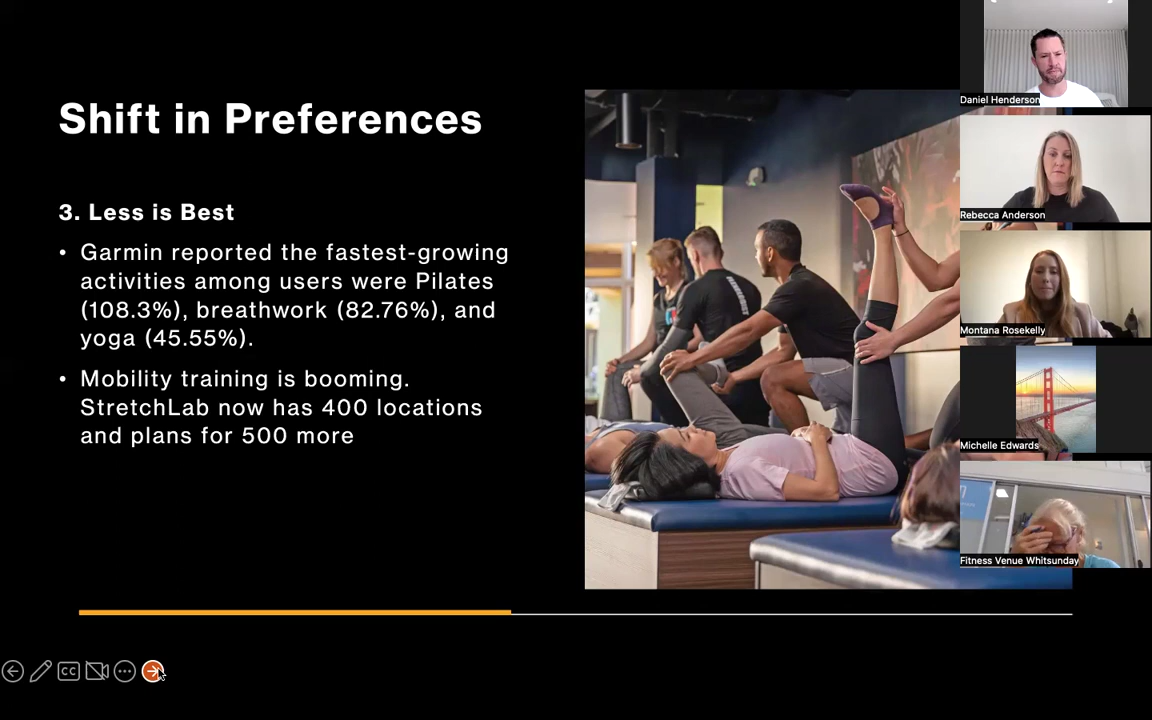 Shift in Preferences
3. Less is Best
• Garmin reported the fastest-growing
activities among users were Pilates
(108.3%), breathwork (82.76%), and
yoga (45.55%).
• Mobility training is booming.
StretchLab now has 400 locations
and plans for 500 more
Daniel Henderson
Rebecca Anderson
Montana Rosekelly
Michelle Edwards
Fitness Venue Whitsunday
CC